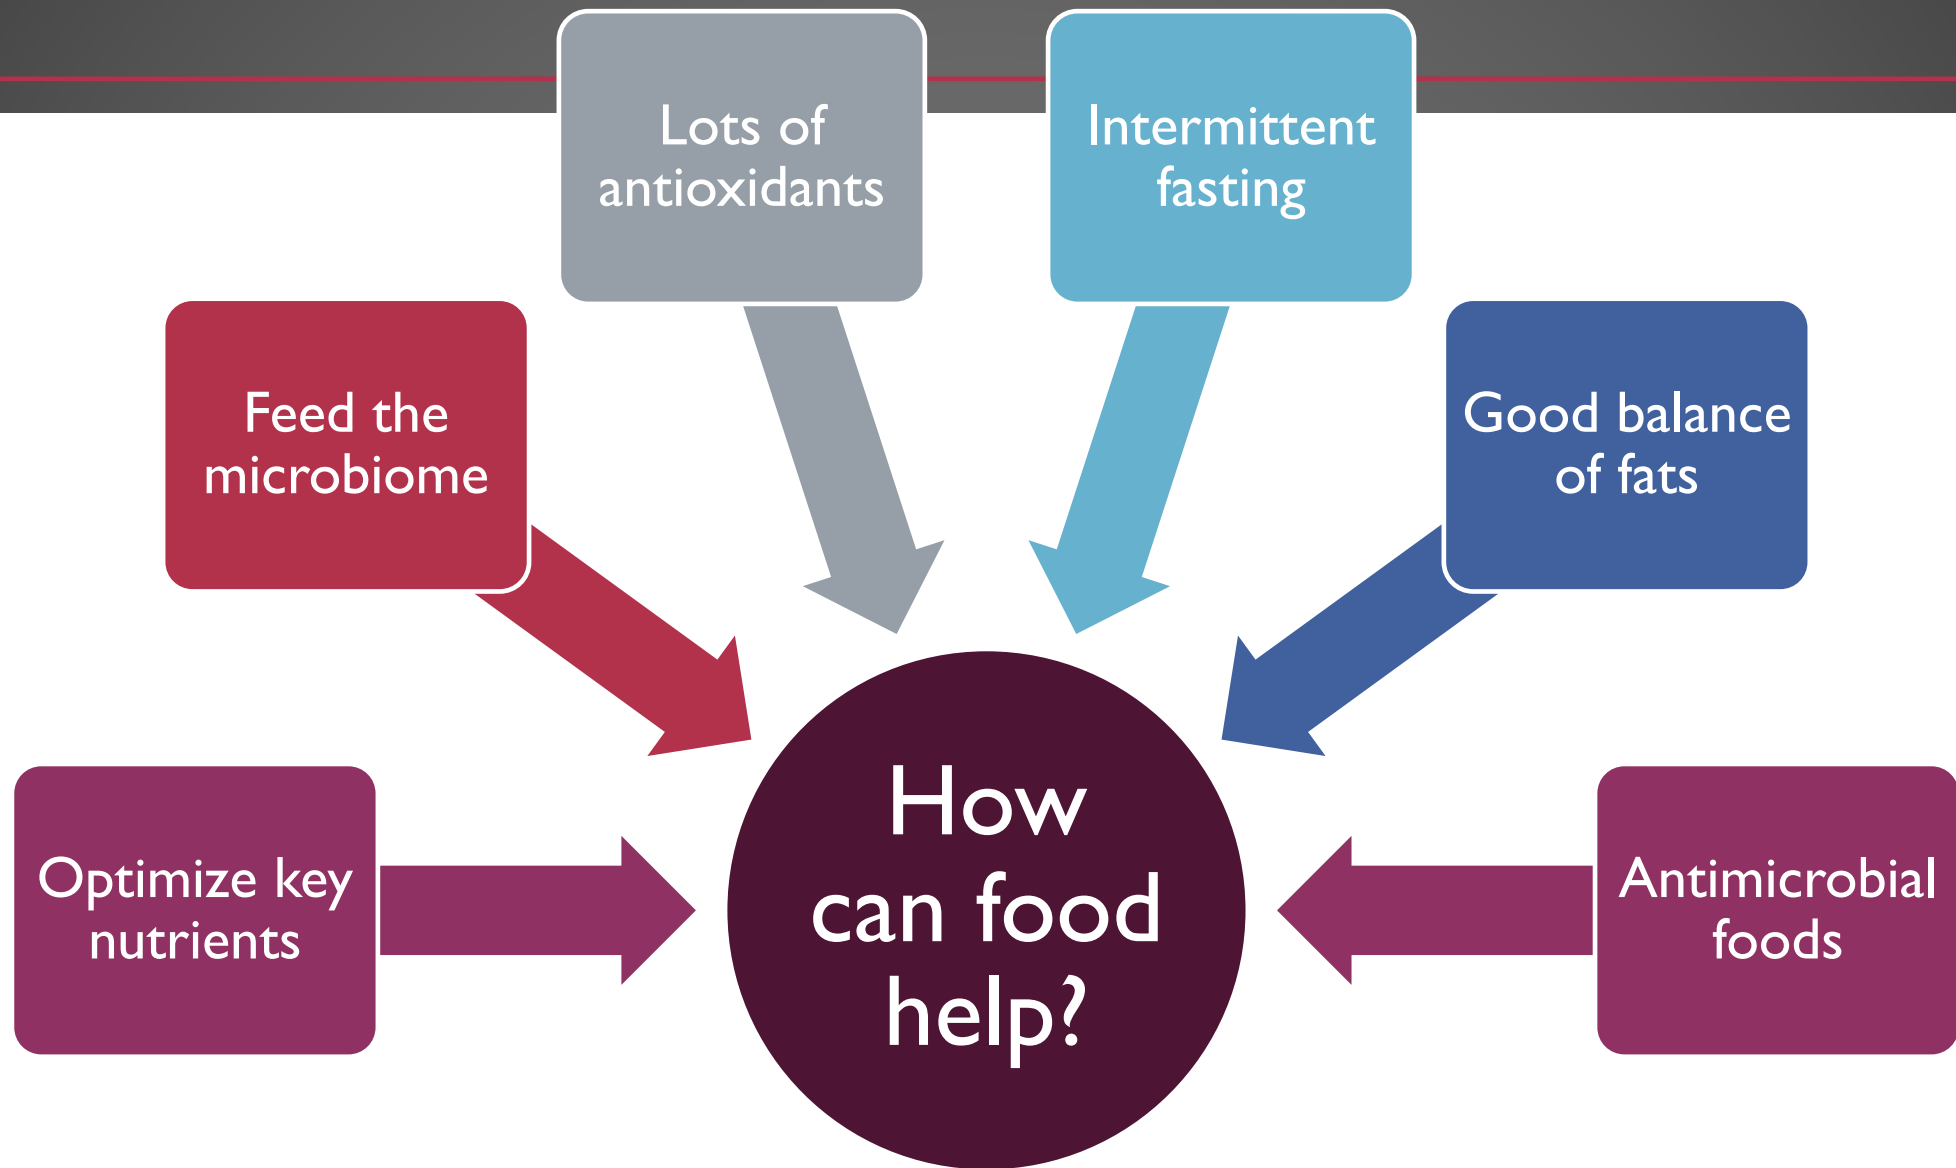 Lots of
antioxidants
Intermittent
fasting
Feed the
microbiome
Good balance
of fats
Optimize key
nutrients
How
can food
help?
Antimicrobial
foods